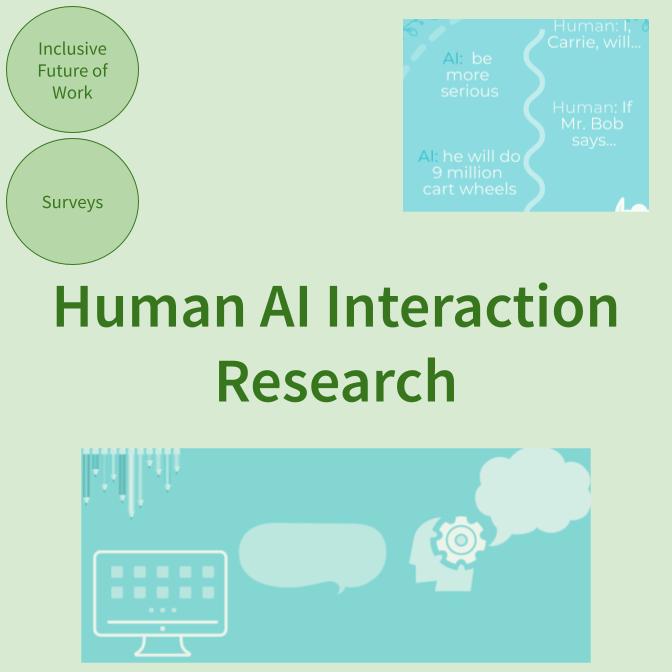 Inclusive
Future of
Work
Surveys
Human: I,
Carrie, will...
AI: be
more
serious
Human: If
Mr. Bob
says...
AI: he will do
9 million
cart wheels
Human AI Interaction
Research